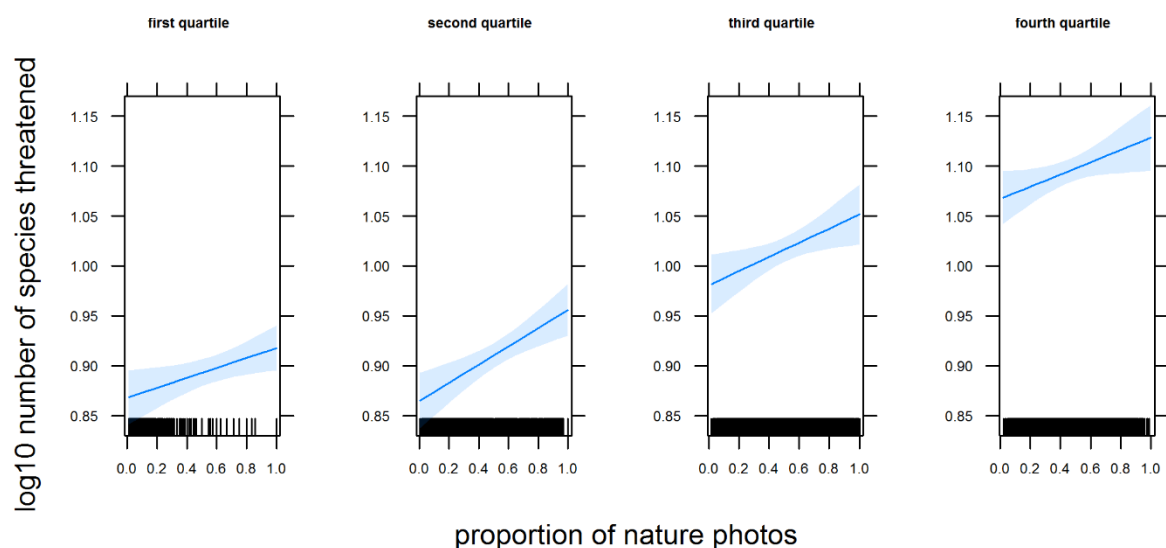 first quartile
second quartile
third quartile
fourth quartile
log10 number of species threatened
1.15
1.10
1.05
1.00
0.95
0.90
0.85
0.0 0.2 0.4 0.6 0.8 1.0
1.15
1.10
1.05
1.00
0.95
0.90
0.85
0.0 0.2 0.4 0.6 0.8 1.0
1.15
1.10
1.05
1.00
0.95
0.90
0.85
0.0 0.2 0.4 0.6 0.8 1.0
1.15
1.10
1.05
1.00
0.95
0.90
0.85
0.0 0.2 0.4 0.6 0.8 1.0
proportion of nature photos